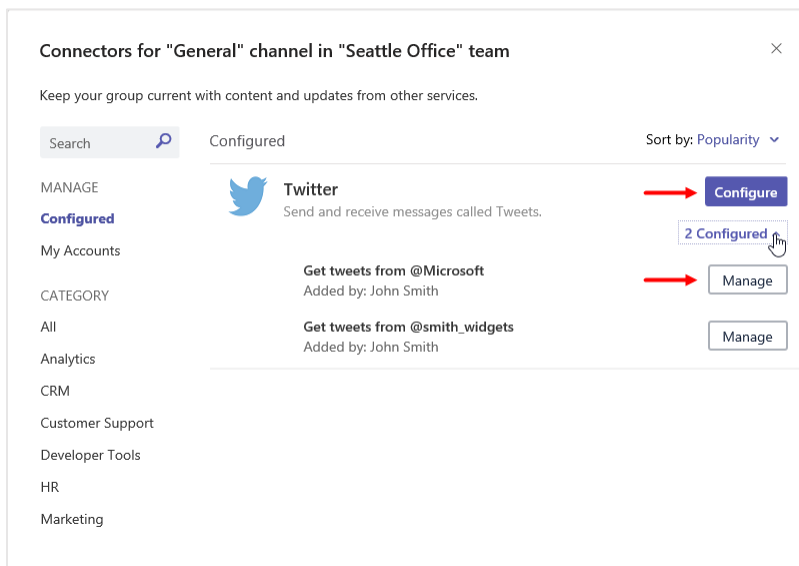 Connectors for "General" channel in "Seattle Office" team
Keep your group current with content and updates from other services.
Search
Configured
Sort by: Popularity
MANAGE
Configured
My Accounts
CATEGORY
All
Analytics
CRM
Customer Support
Developer Tools
HR
Marketing
Twitter
Send and receive messages called Tweets.
Configure
2 Configured
Get tweets from @Microsoft
Added by: John Smith
Manage
Get tweets from @smith_widgets
Added by: John Smith
Manage